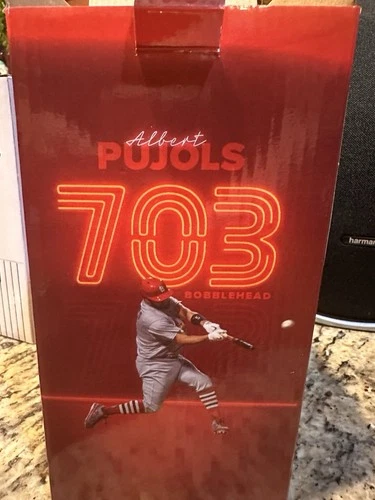 Albert
PUJOLS
703
BOBBLEHEAD
harman